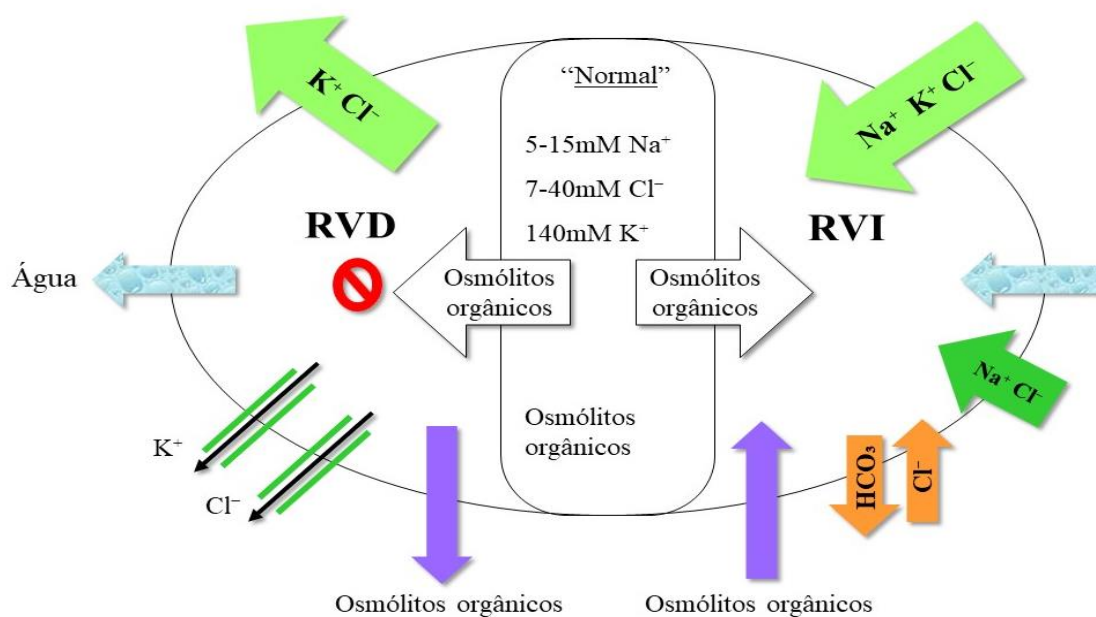 K⁺ Cl⁻
“Normal”
5-15mM Na⁺
7-40mM Cl⁻
140mM K⁺
Na⁺ K⁺ Cl⁻
RVD
RVI
Água
Osmólitos
orgânicos
Osmólitos
orgânicos
Na⁺ Cl⁻
Osmólitos
orgânicos
K⁺
Cl⁻
HCO₃
Cl⁻
Osmólitos orgânicos
Osmólitos orgânicos